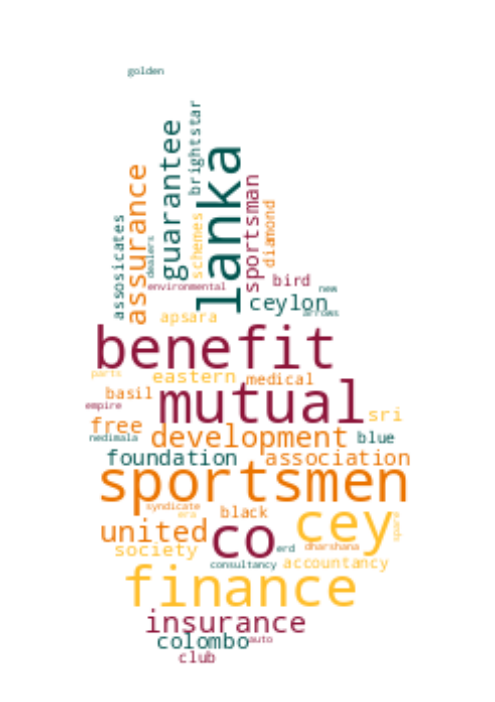 golden
brightstar
guarantee
lanka
assurance
sportsman
diamond
schemes
assosicates
dealers
bird
environmental
new
ceylon
arrows
apsara
benefit
parts
eastern medical
basil
mutual
empire
sri
free
development
nedimala
blue
foundation
association
sportsmen
syndicate
era
black
cey
spare
united
co
society
erd
dharshana
consultancy
accountancy
finance
insurance
colombo
auto
club